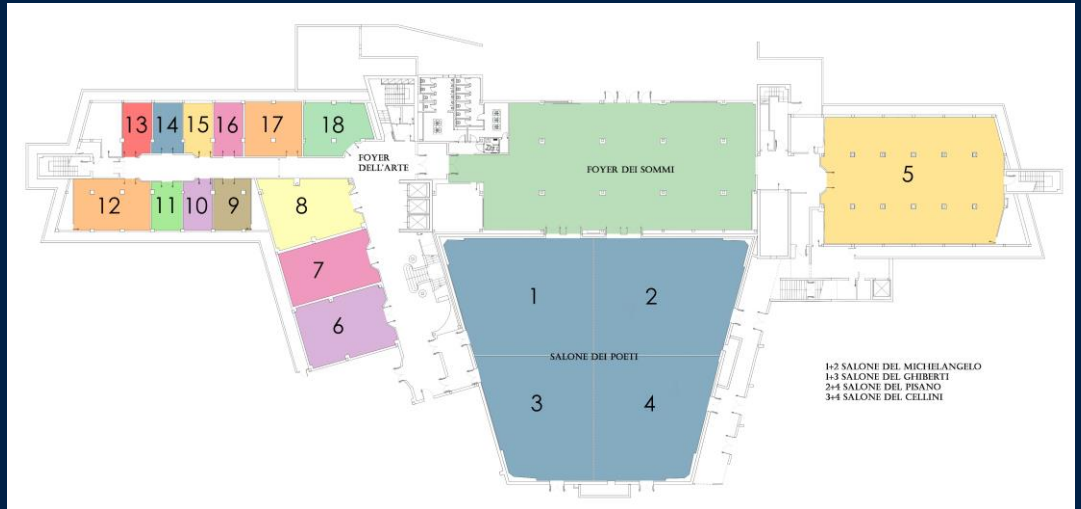 13 14 15 16 17 18
FOYER
DELL'ARTE
FOYER DEI SOMMI
5
12 11 10 9 8
7
6
1 2
SALONE DEI POETI
3 4
1+2 SALONE DEL MICHELANGELO
1+3 SALONE DEL GHIBERTI
2+4 SALONE DEL PISANO
3+4 SALONE DEL CELLINI